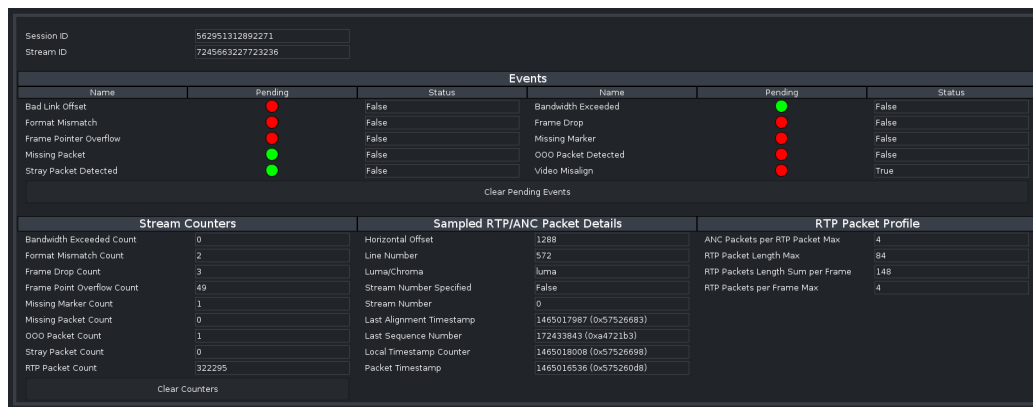 Session ID 562951312892271
Stream ID 7245663227723236
Events
Name Pending Status Name Pending Status
Bad Link Offset False Bandwidth Exceeded False
Format Mismatch False Frame Drop False
Frame Pointer Overflow False Missing Marker False
Missing Packet False OOO Packet Detected False
Stray Packet Detected False Video Misalign True
Clear Pending Events
Stream Counters Sampled RTP/ANC Packet Details RTP Packet Profile
Bandwidth Exceeded Count 0 Horizontal Offset 1288 ANC Packets per RTP Packet Max 4
Format Mismatch Count 2 Line Number 572 RTP Packet Length Max 84
Frame Drop Count 3 Luma/Chroma luma RTP Packets Length Sum per Frame 148
Frame Point Overflow Count 49 Stream Number Specified False RTP Packets per Frame Max 4
Missing Marker Count 1 Stream Number 0
Missing Packet Count 0 Last Alignment Timestamp 1465017987 (0x57526683)
OOO Packet Count 1 Last Sequence Number 172433843 (0xa4721b3)
Stray Packet Count 0 Local Timestamp Counter 1465018008 (0x57526698)
RTP Packet Count 322295 Packet Timestamp 1465016536 (0x575260d8)
Clear Counters